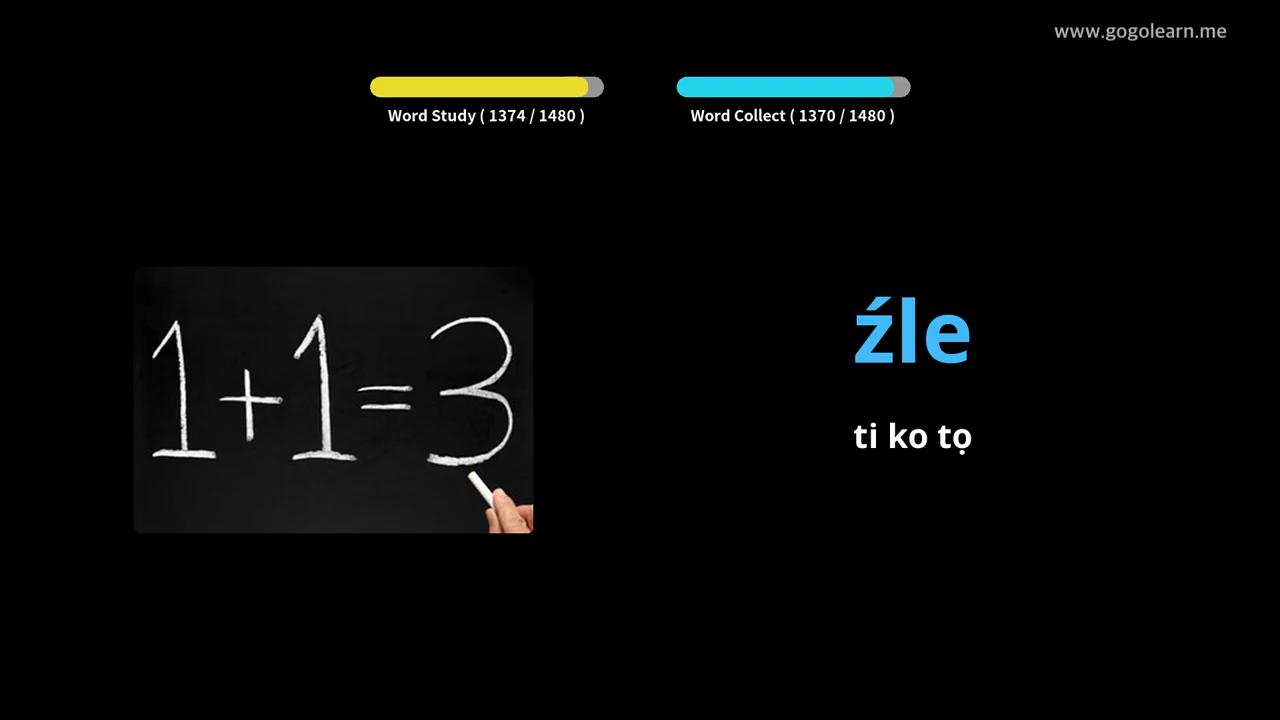 www.gogolearn.me
Word Study ( 1374 / 1480 )
Word Collect ( 1370 / 1480 )
1+1=3
źle
ti ko tọ